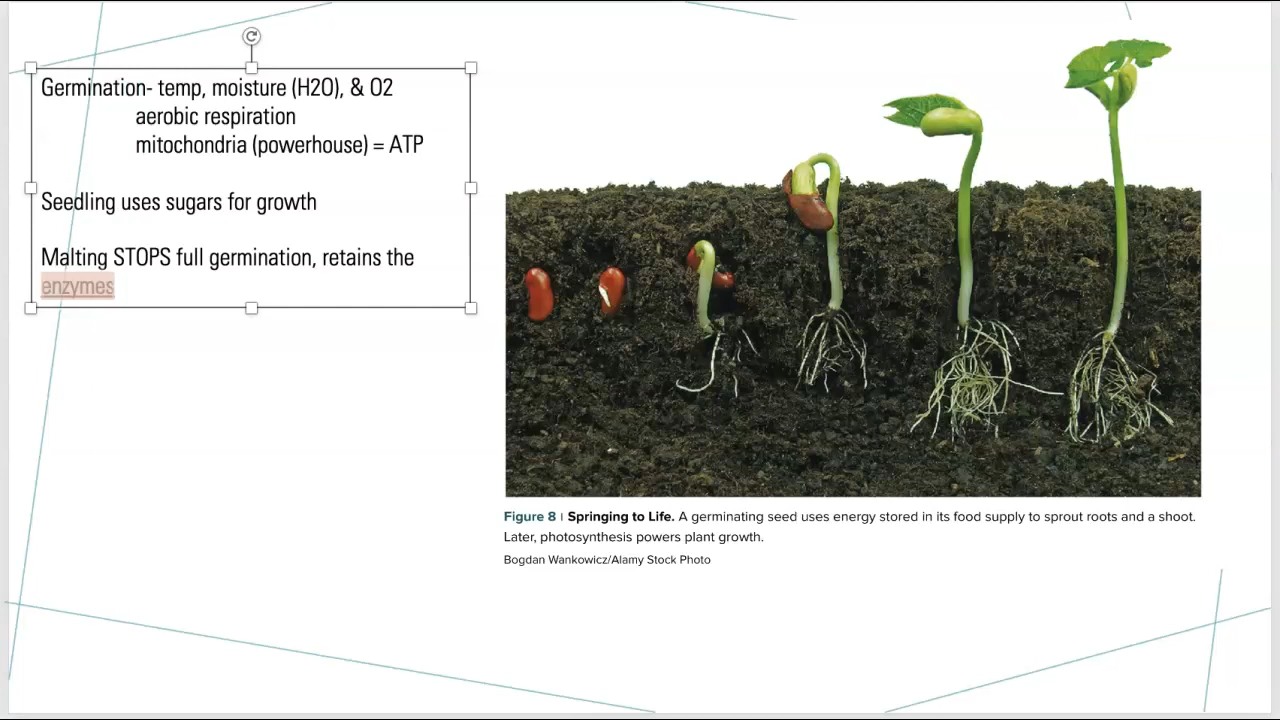 Germination- temp, moisture (H2O), & O2
aerobic respiration
mitochondria (powerhouse) = ATP
Seedling uses sugars for growth
Malting STOPS full germination, retains the
enzymes
Figure 8 | Springing to Life. A germinating seed uses energy stored in its food supply to sprout roots and a shoot.
Later, photosynthesis powers plant growth.
Bogdan Wankowicz/Alamy Stock Photo